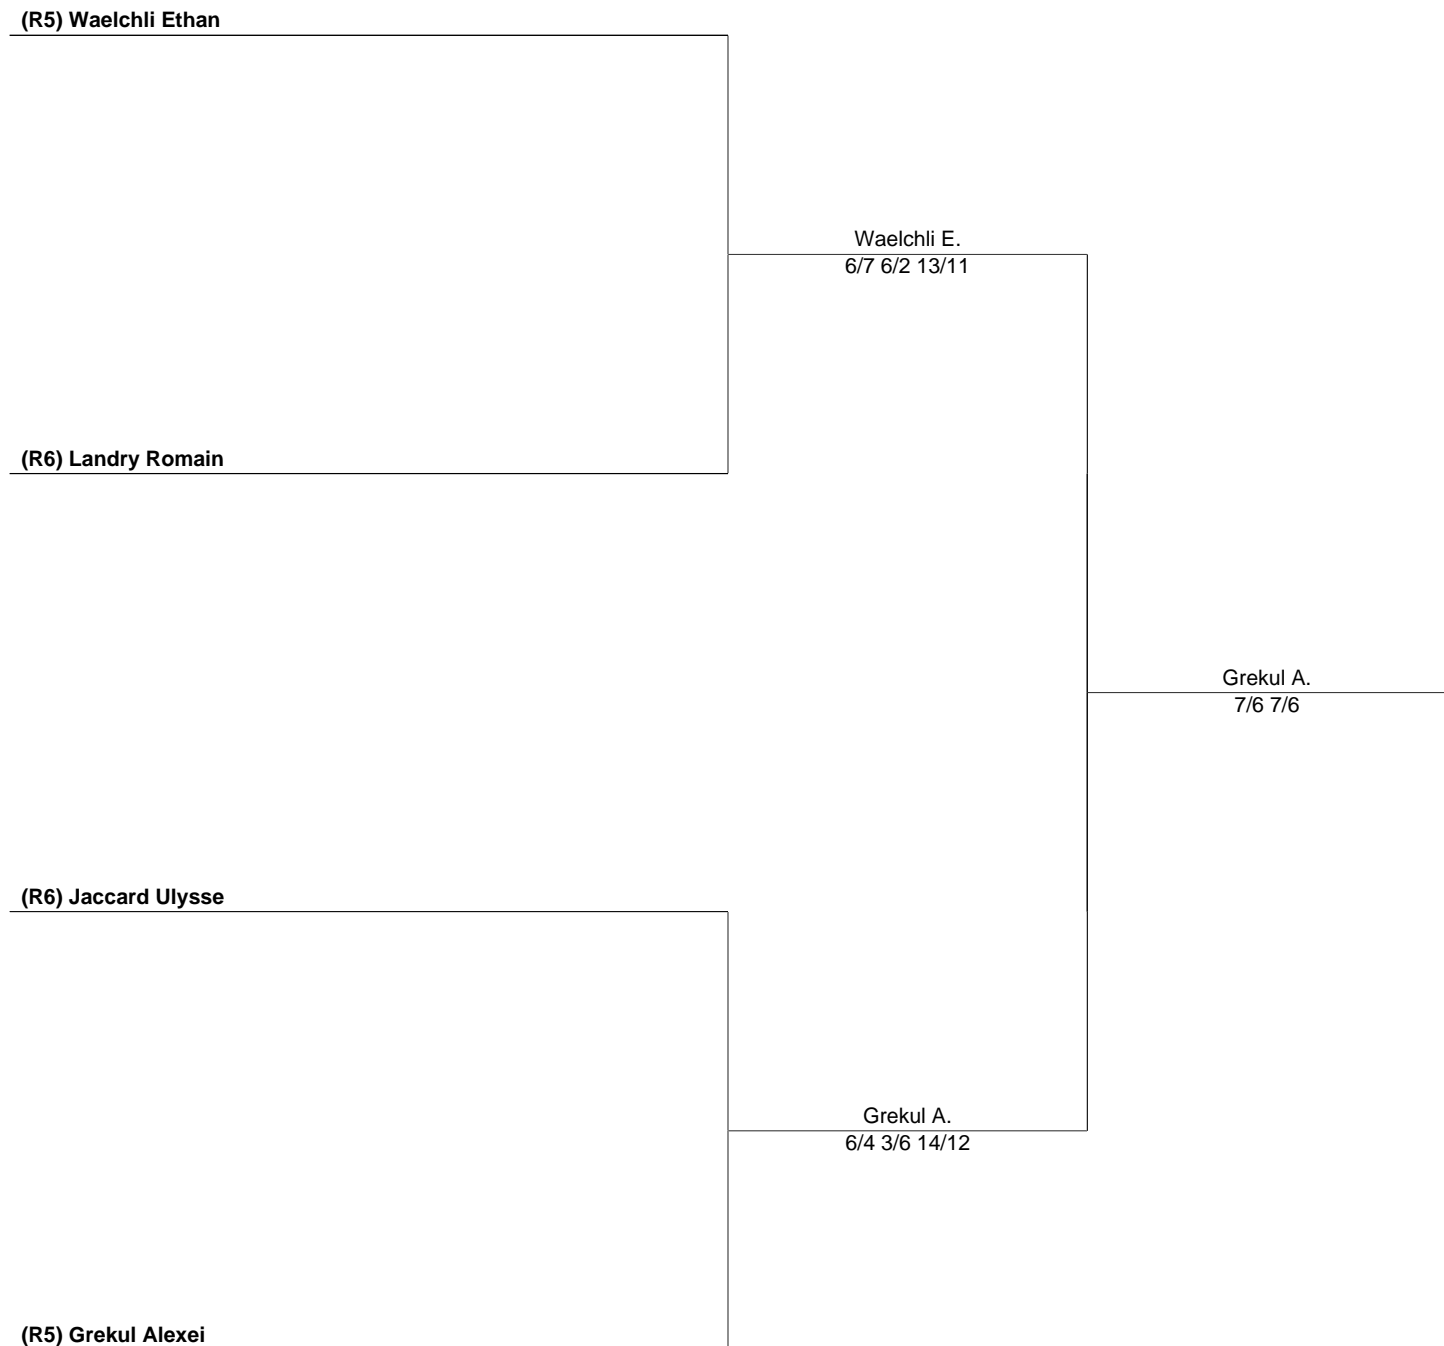 (R5) Waelchli Ethan
Waelchli E.
6/7 6/2 13/11
(R6) Landry Romain
Grekul A.
7/6 7/6
(R6) Jaccard Ulysse
Grekul A.
6/4 3/6 14/12
(R5) Grekul Alexei